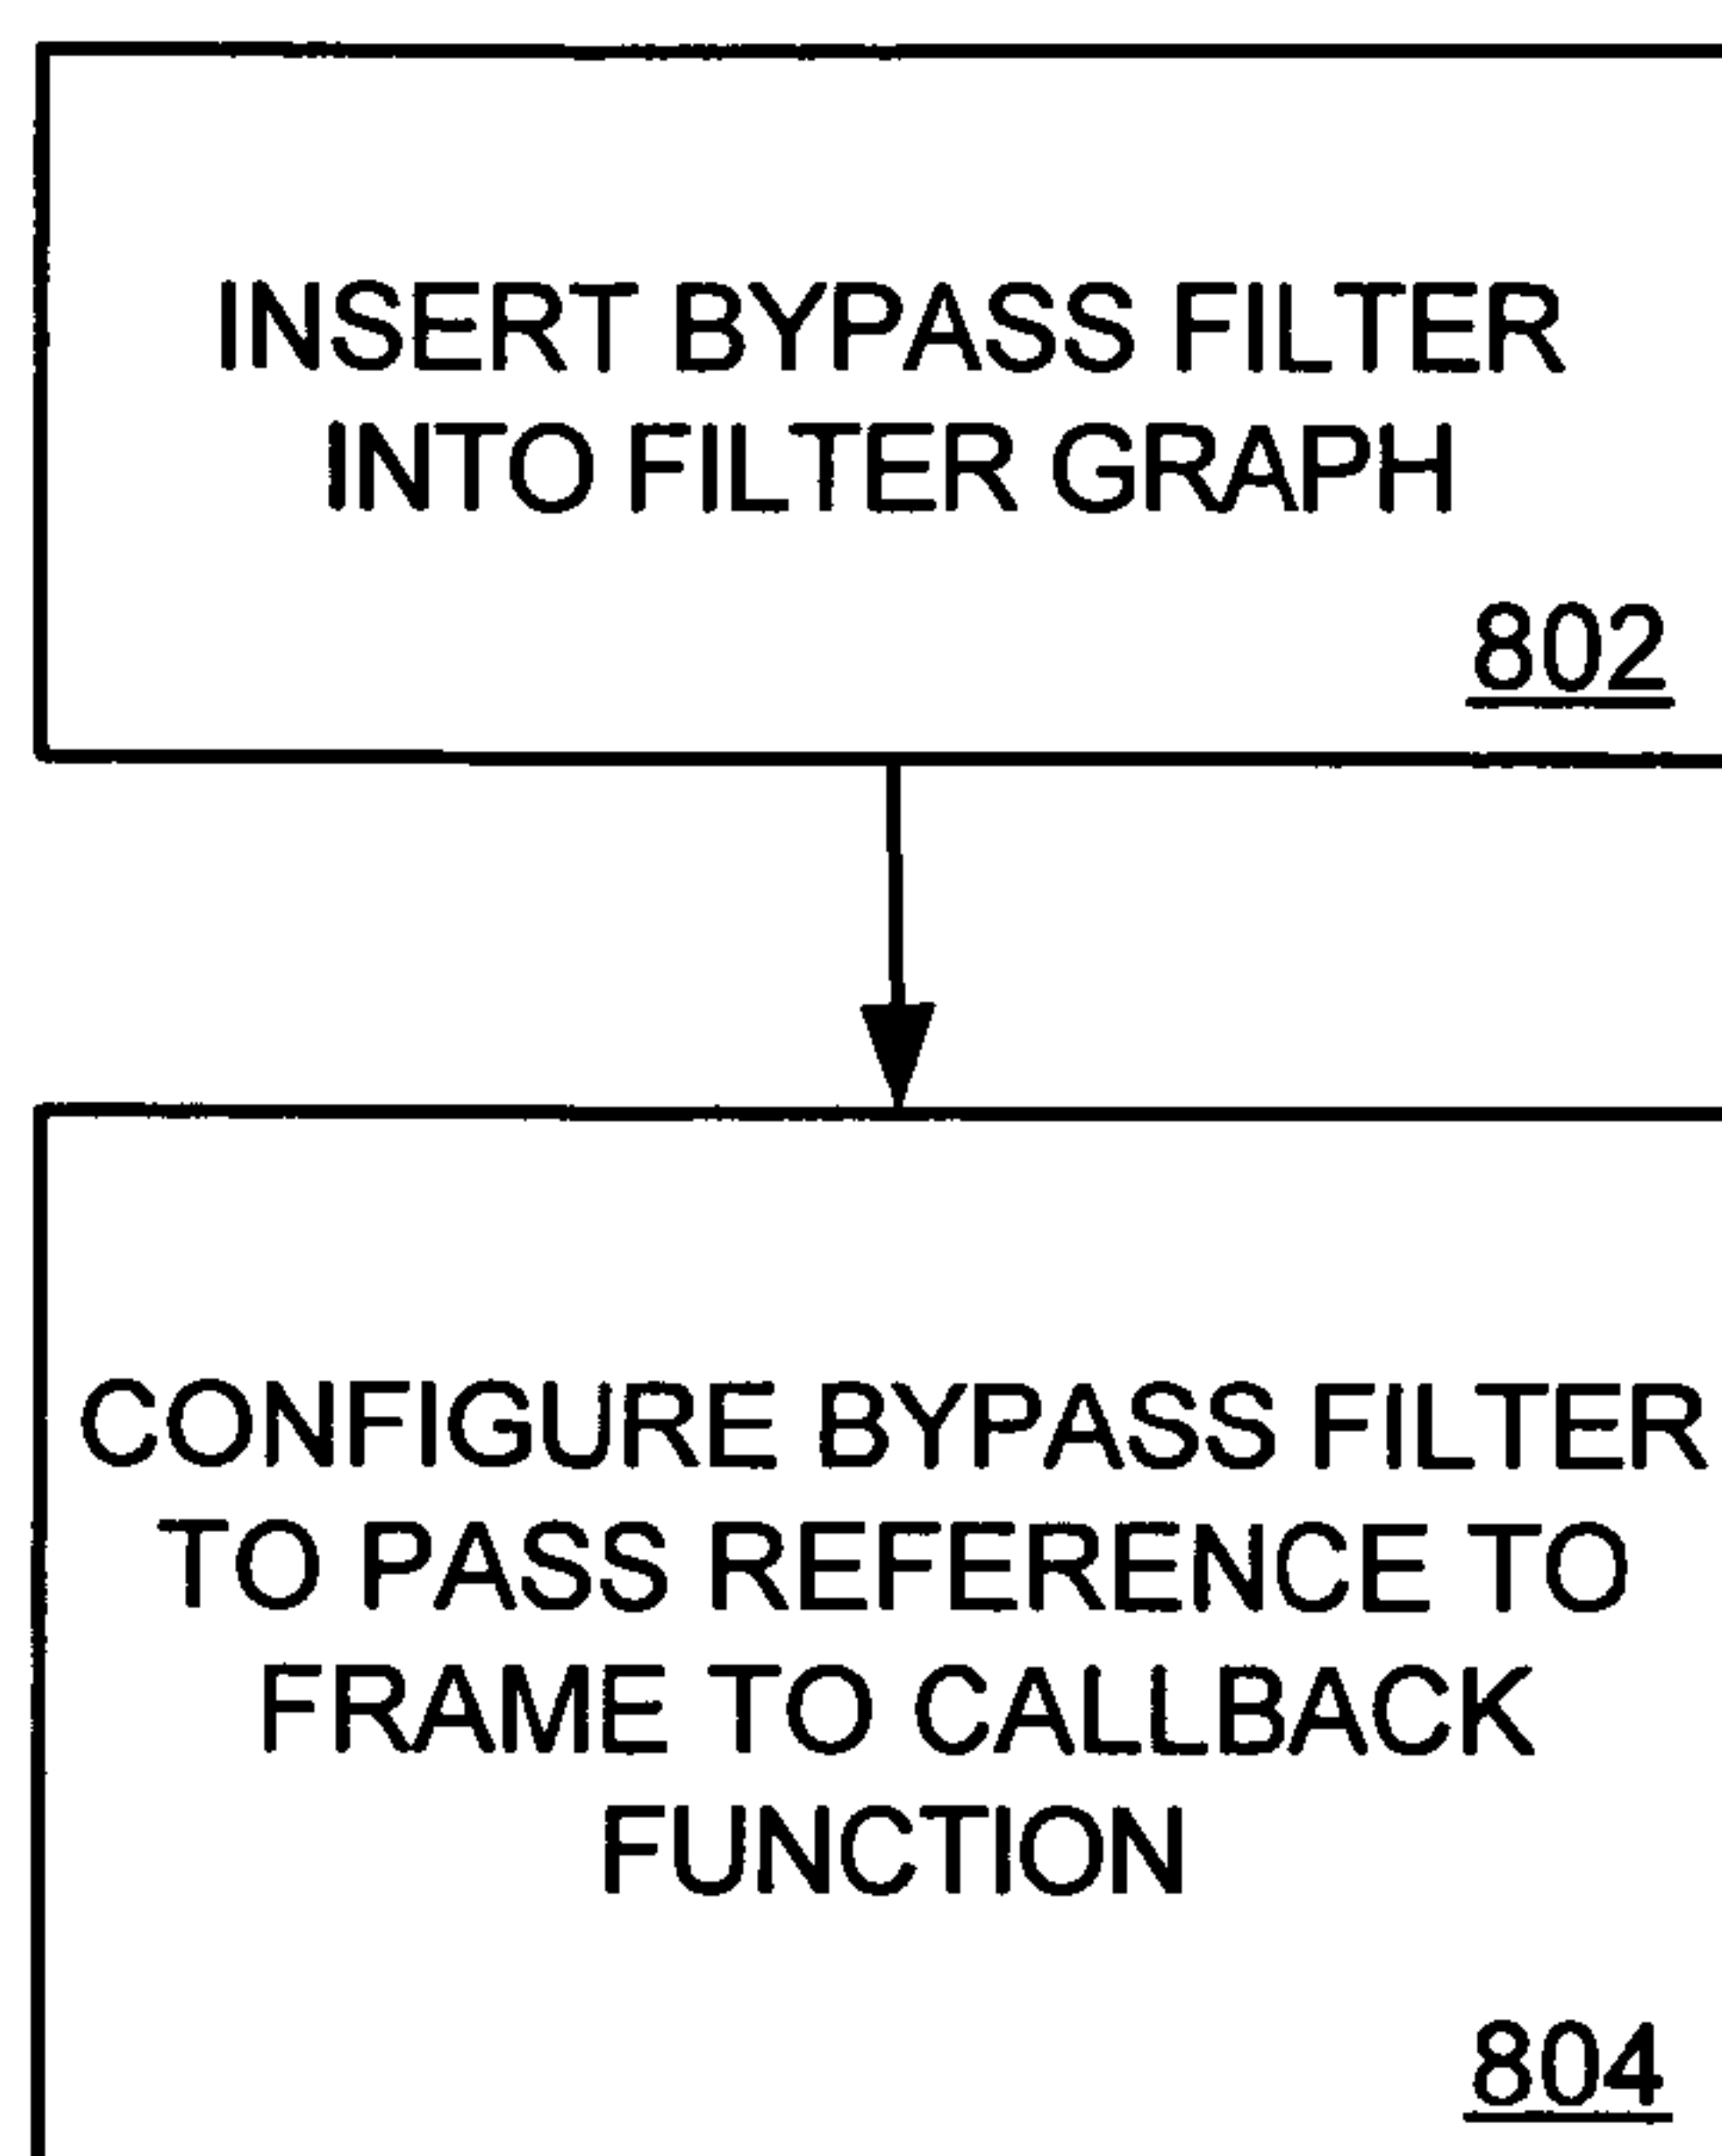 INSERT BYPASS FILTER
INTO FILTER GRAPH
802
CONFIGURE BYPASS FILTER
TO PASS REFERENCE TO
FRAME TO CALLBACK
FUNCTION
804